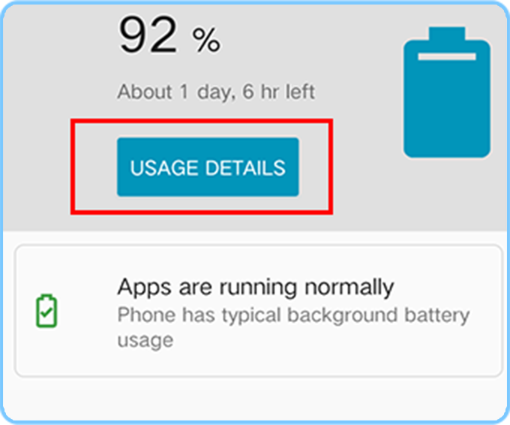 92 %
About 1 day, 6 hr left
USAGE DETAILS
Apps are running normally
Phone has typical background battery
usage